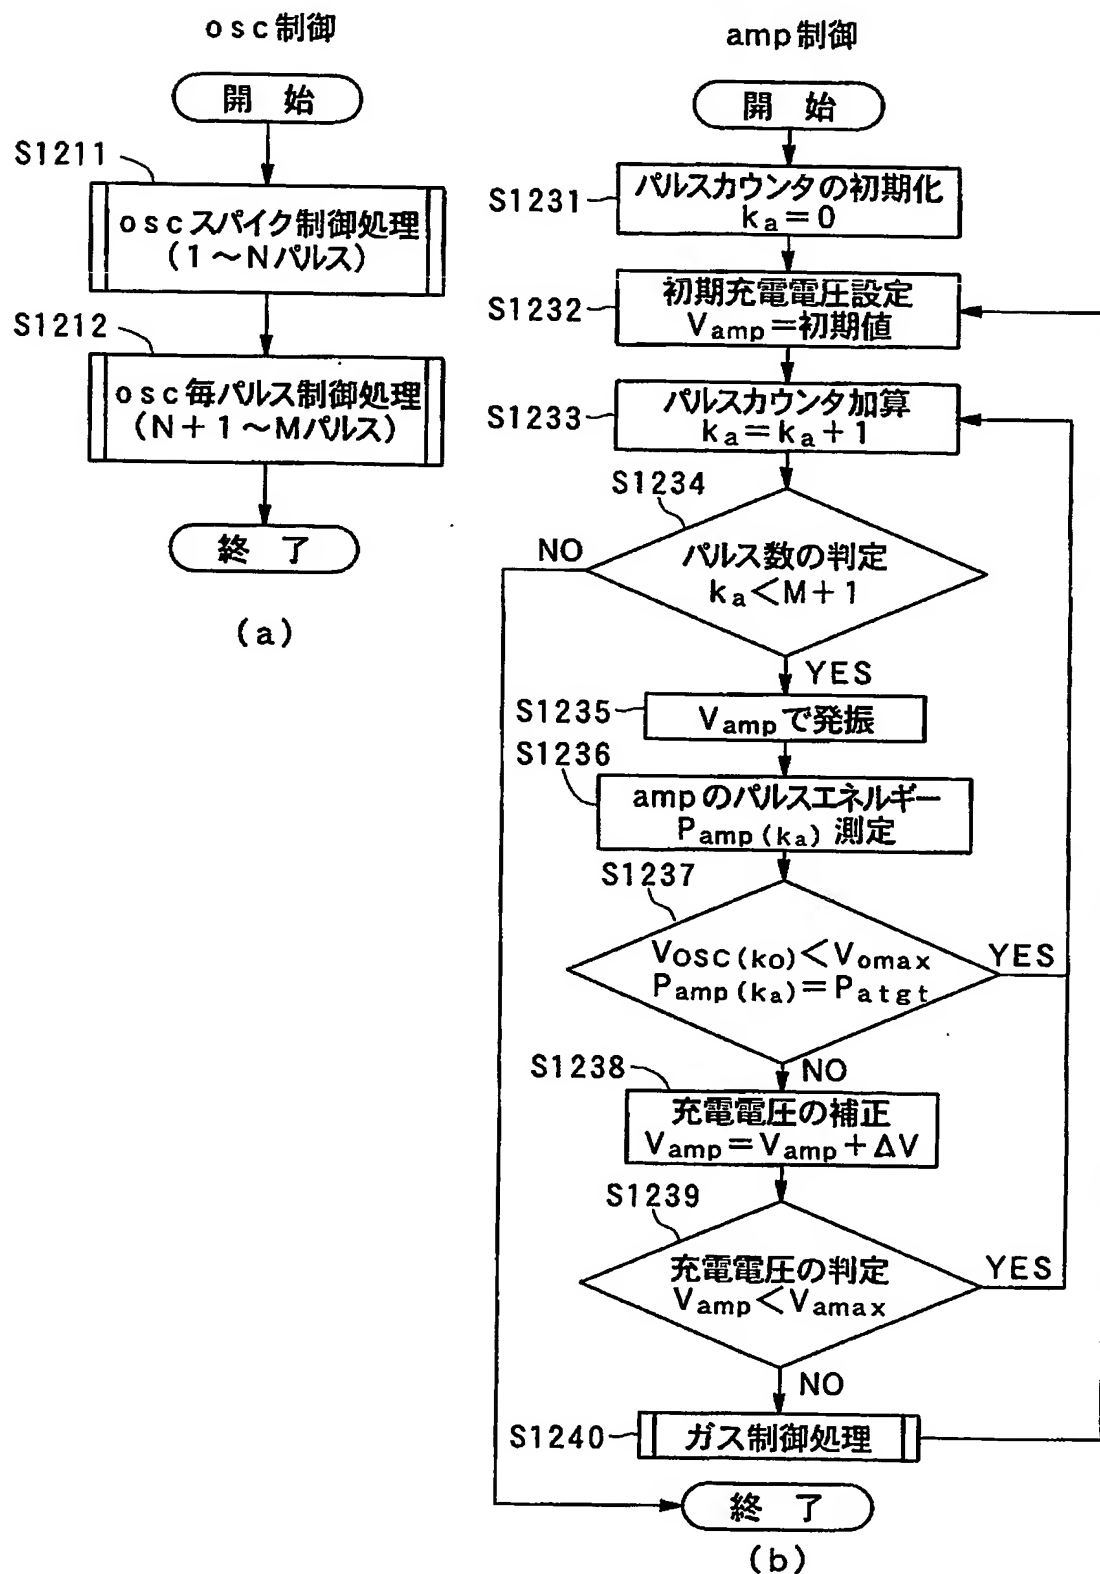 osc制御
開 始
S1211
oscスパイク制御処理
(1～Nパルス)
S1212
osc毎パルス制御処理
(N+1～Mパルス)
終 了
(a)
amp制御
開 始
S1231
パルスカウンタの初期化
ka=0
S1232
初期充電電圧設定
Vamp=初期値
S1233
パルスカウンタ加算
ka=ka+1
S1234
パルス数の判定
ka<M+1
NO
YES
S1235
Vampで発振
S1236
ampのパルスエネルギー
Pamp(ka)測定
S1237
Vosc(ko)<Vomax
Pamp(ka)=Patgt
YES
NO
S1238
充電電圧の補正
Vamp=Vamp+ΔV
S1239
充電電圧の判定
Vamp<Vamax
YES
NO
S1240
ガス制御処理
終 了
(b)